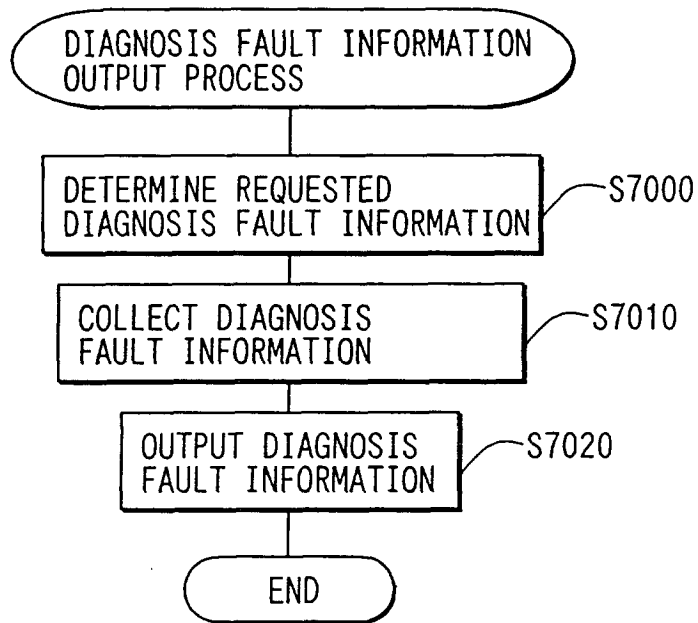 DIAGNOSIS FAULT INFORMATION
OUTPUT PROCESS
DETERMINE REQUESTED
DIAGNOSIS FAULT INFORMATION
S7000
COLLECT DIAGNOSIS
FAULT INFORMATION
S7010
OUTPUT DIAGNOSIS
FAULT INFORMATION
S7020
END